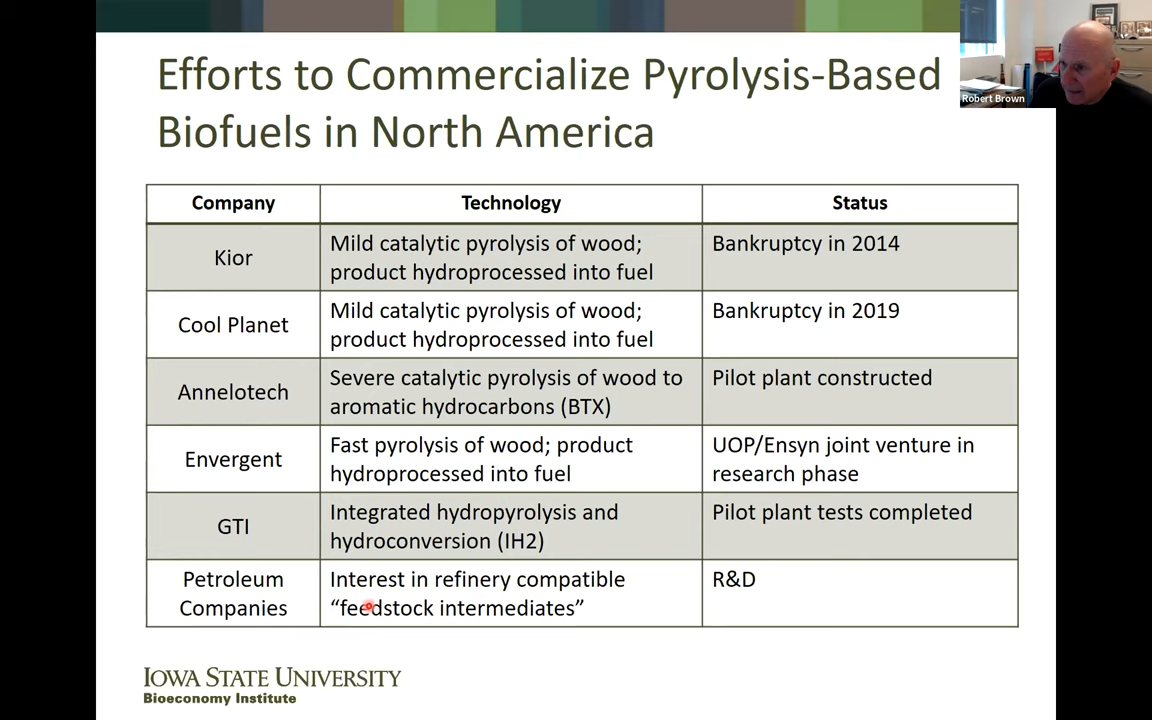 Efforts to Commercialize Pyrolysis-Based
Biofuels in North America
Robert Brown
Company
Technology
Status
Kior
Mild catalytic pyrolysis of wood;
product hydroprocessed into fuel
Bankruptcy in 2014
Cool Planet
Mild catalytic pyrolysis of wood;
product hydroprocessed into fuel
Bankruptcy in 2019
Annelotech
Severe catalytic pyrolysis of wood to
aromatic hydrocarbons (BTX)
Pilot plant constructed
Envergent
Fast pyrolysis of wood; product
hydroprocessed into fuel
UOP/Ensyn joint venture in
research phase
GTI
Integrated hydropyrolysis and
hydroconversion (IH2)
Pilot plant tests completed
Petroleum
Companies
Interest in refinery compatible
“feedstock intermediates”
R&D
IOWA STATE UNIVERSITY
Bioeconomy Institute